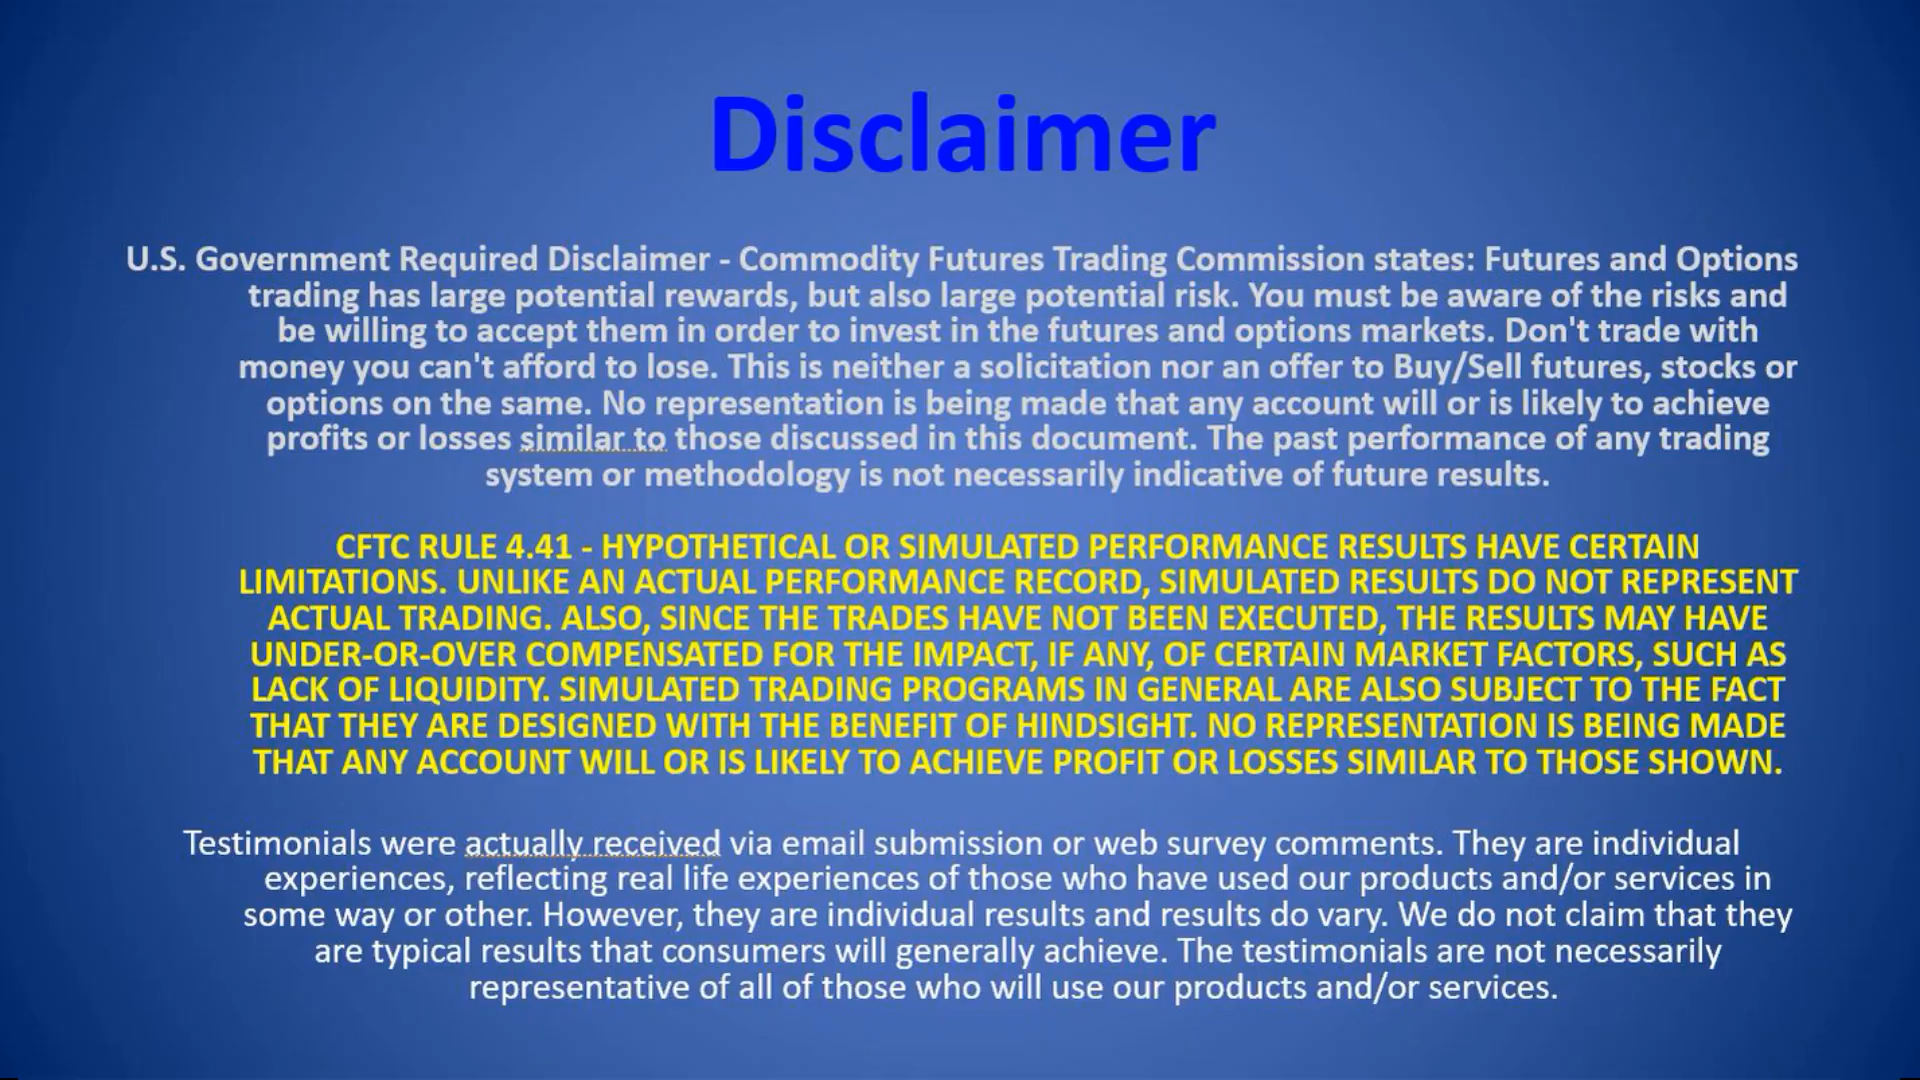 Disclaimer
U.S. Government Required Disclaimer - Commodity Futures Trading Commission states: Futures and Options
trading has large potential rewards, but also large potential risk. You must be aware of the risks and
be willing to accept them in order to invest in the futures and options markets. Don't trade with
money you can't afford to lose. This is neither a solicitation nor an offer to Buy/Sell futures, stocks or
options on the same. No representation is being made that any account will or is likely to achieve
profits or losses similar to those discussed in this document. The past performance of any trading
system or methodology is not necessarily indicative of future results.
CFTC RULE 4.41 - HYPOTHETICAL OR SIMULATED PERFORMANCE RESULTS HAVE CERTAIN
LIMITATIONS. UNLIKE AN ACTUAL PERFORMANCE RECORD, SIMULATED RESULTS DO NOT REPRESENT
ACTUAL TRADING. ALSO, SINCE THE TRADES HAVE NOT BEEN EXECUTED, THE RESULTS MAY HAVE
UNDER-OR-OVER COMPENSATED FOR THE IMPACT, IF ANY, OF CERTAIN MARKET FACTORS, SUCH AS
LACK OF LIQUIDITY. SIMULATED TRADING PROGRAMS IN GENERAL ARE ALSO SUBJECT TO THE FACT
THAT THEY ARE DESIGNED WITH THE BENEFIT OF HINDSIGHT. NO REPRESENTATION IS BEING MADE
THAT ANY ACCOUNT WILL OR IS LIKELY TO ACHIEVE PROFIT OR LOSSES SIMILAR TO THOSE SHOWN.
Testimonials were actually received via email submission or web survey comments. They are individual
experiences, reflecting real life experiences of those who have used our products and/or services in
some way or other. However, they are individual results and results do vary. We do not claim that they
are typical results that consumers will generally achieve. The testimonials are not necessarily
representative of all of those who will use our products and/or services.